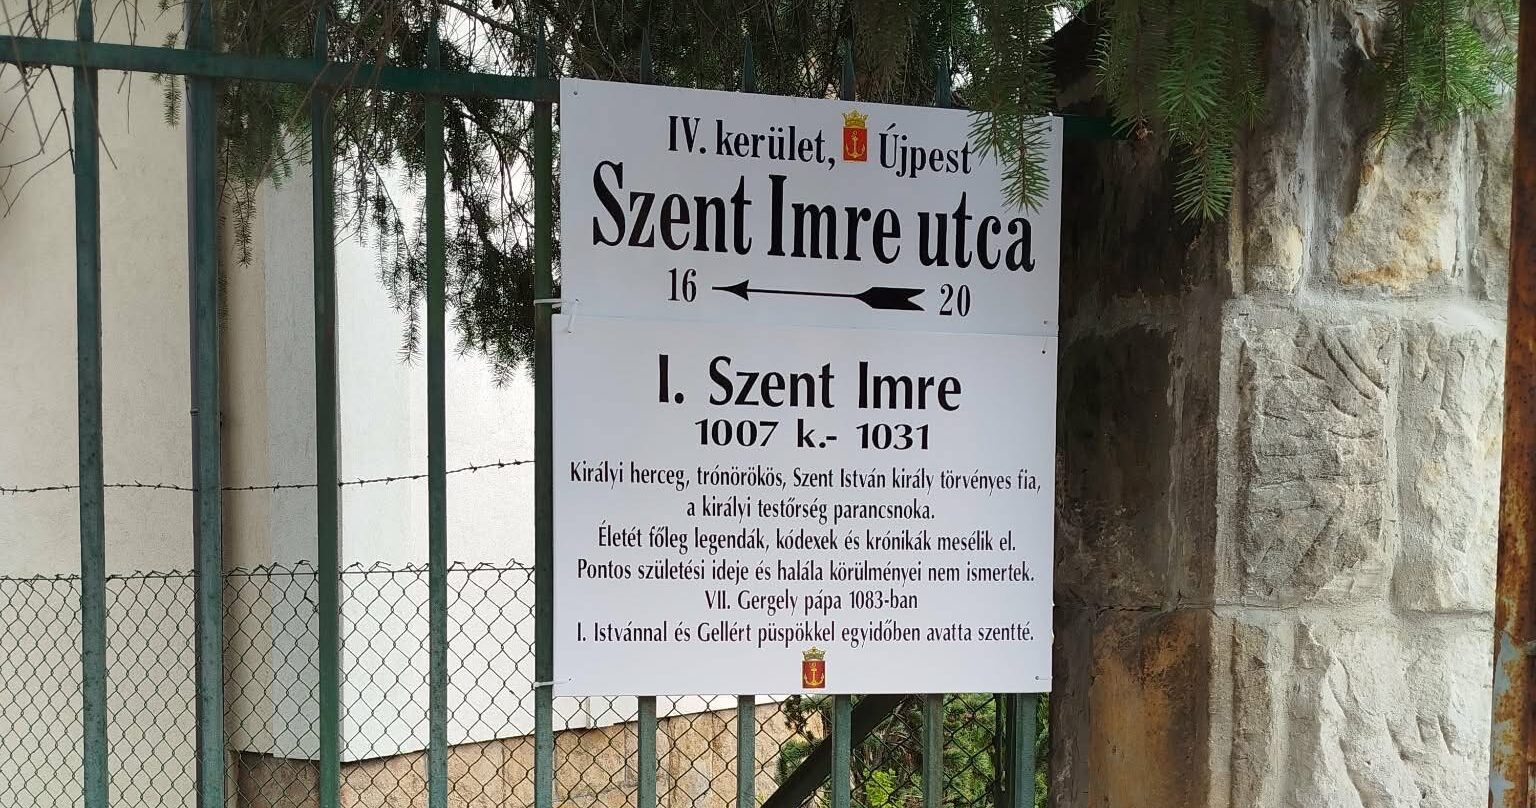 IV. kerület, Újpest
Szent Imre utca
16 20
I. Szent Imre
1007 k.- 1031
Királyi herceg, trónörökös, Szent István király törvényes fia,
a királyi testőrség parancsnoka.
Életét főleg legendák, kódexek és krónikák mesélik el.
Pontos születési ideje és halála körülményei nem ismertek.
VII. Gergely pápa 1083-ban
I. Istvánnal és Gellért püspökkel egyidőben avatta szentté.